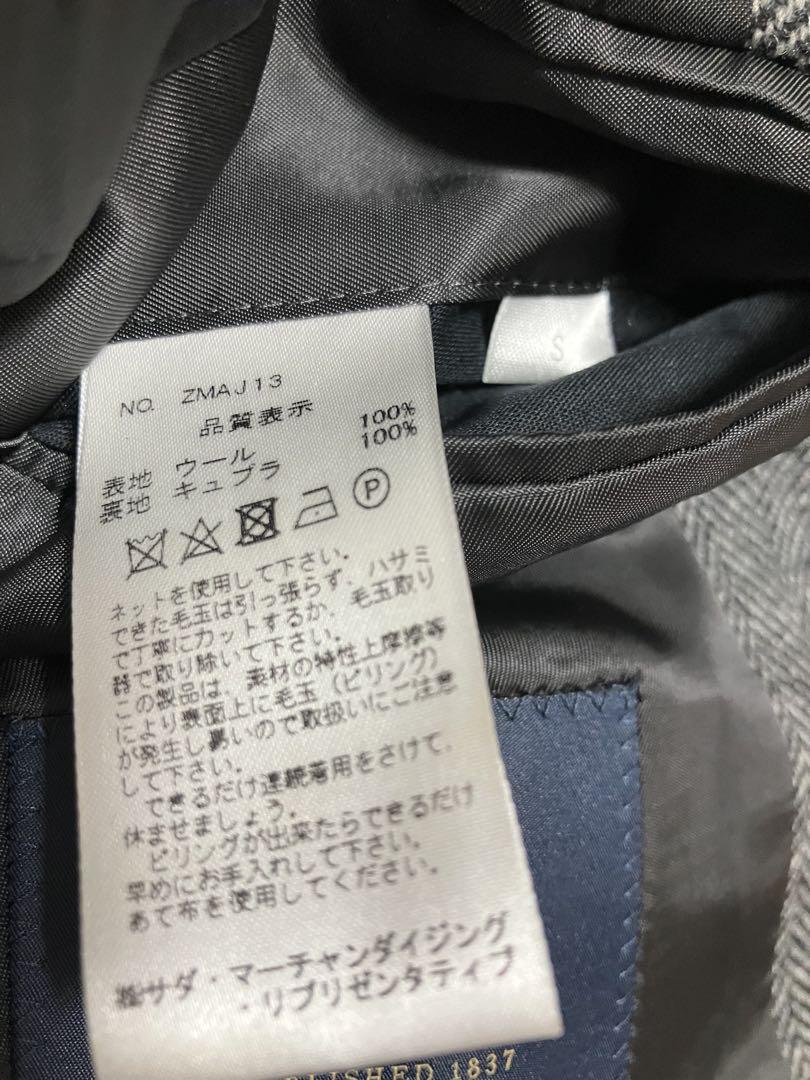 S
NO. ZMAJ13
品質表示
表地 ウール 100%
裏地 キュプラ 100%
P
ネットを使用して下さい。
できた毛玉は引っ張らず、ハサミ
で丁寧にカットするか、毛玉取り
器で取り除いて下さい。
この製品は、素材の特性上摩擦等
により表面上に毛玉（ピリング）
が発生し易いので取扱いにご注意
して下さい。
できるだけ連続着用をさけて、
休ませましょう。
ピリングが出来たらできるだけ
早めにお手入れして下さい。
あて布を使用してください。
㈱サダ・マーチャンダイジング
・リプリゼンタティブ
1837